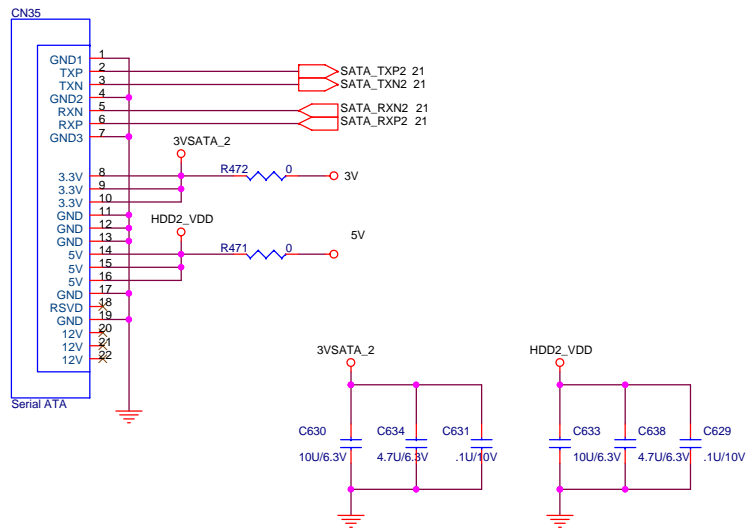 CN35
GND1 1
TXP 2 SATA_TXP2 21
TXN 3 SATA_TXN2 21
GND2 4
RXN 5 SATA_RXN2 21
RXP 6 SATA_RXP2 21
GND3 7
3VSATA_2
3.3V 8 R472 0 3V
3.3V 9
3.3V 10
GND 11
GND 12 HDD2_VDD
GND 13 5V
5V 14 R471 0
5V 15
5V 16
GND 17
RSVD 18
GND 19
12V 20
12V 21
12V 22
Serial ATA
3VSATA_2 HDD2_VDD
C630 C634 C631 C633 C638 C629
10U/6.3V 4.7U/6.3V .1U/10V 10U/6.3V 4.7U/6.3V .1U/10V